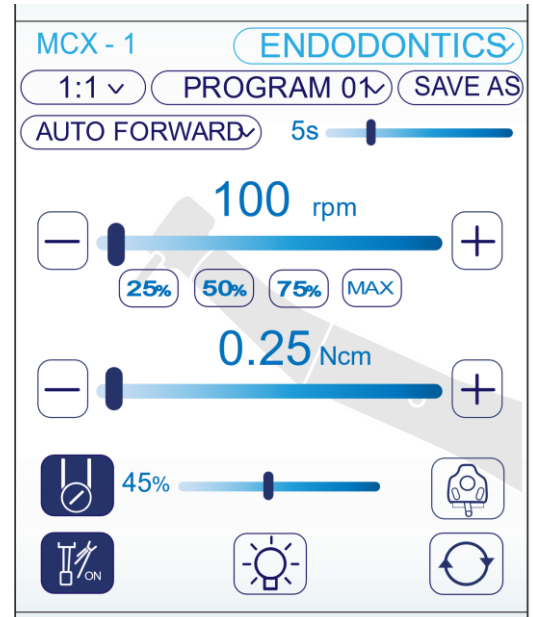 MCX - 1 ENDODONTICS
1:1 PROGRAM 01 SAVE AS
AUTO FORWARD 5s
100 rpm
25% 50% 75% MAX
0.25 Ncm
45%
ON